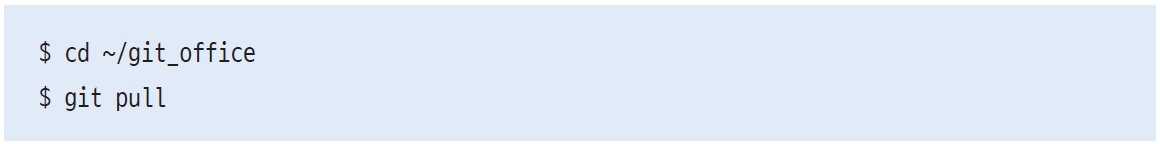 $ cd ~/git_office
$ git pull